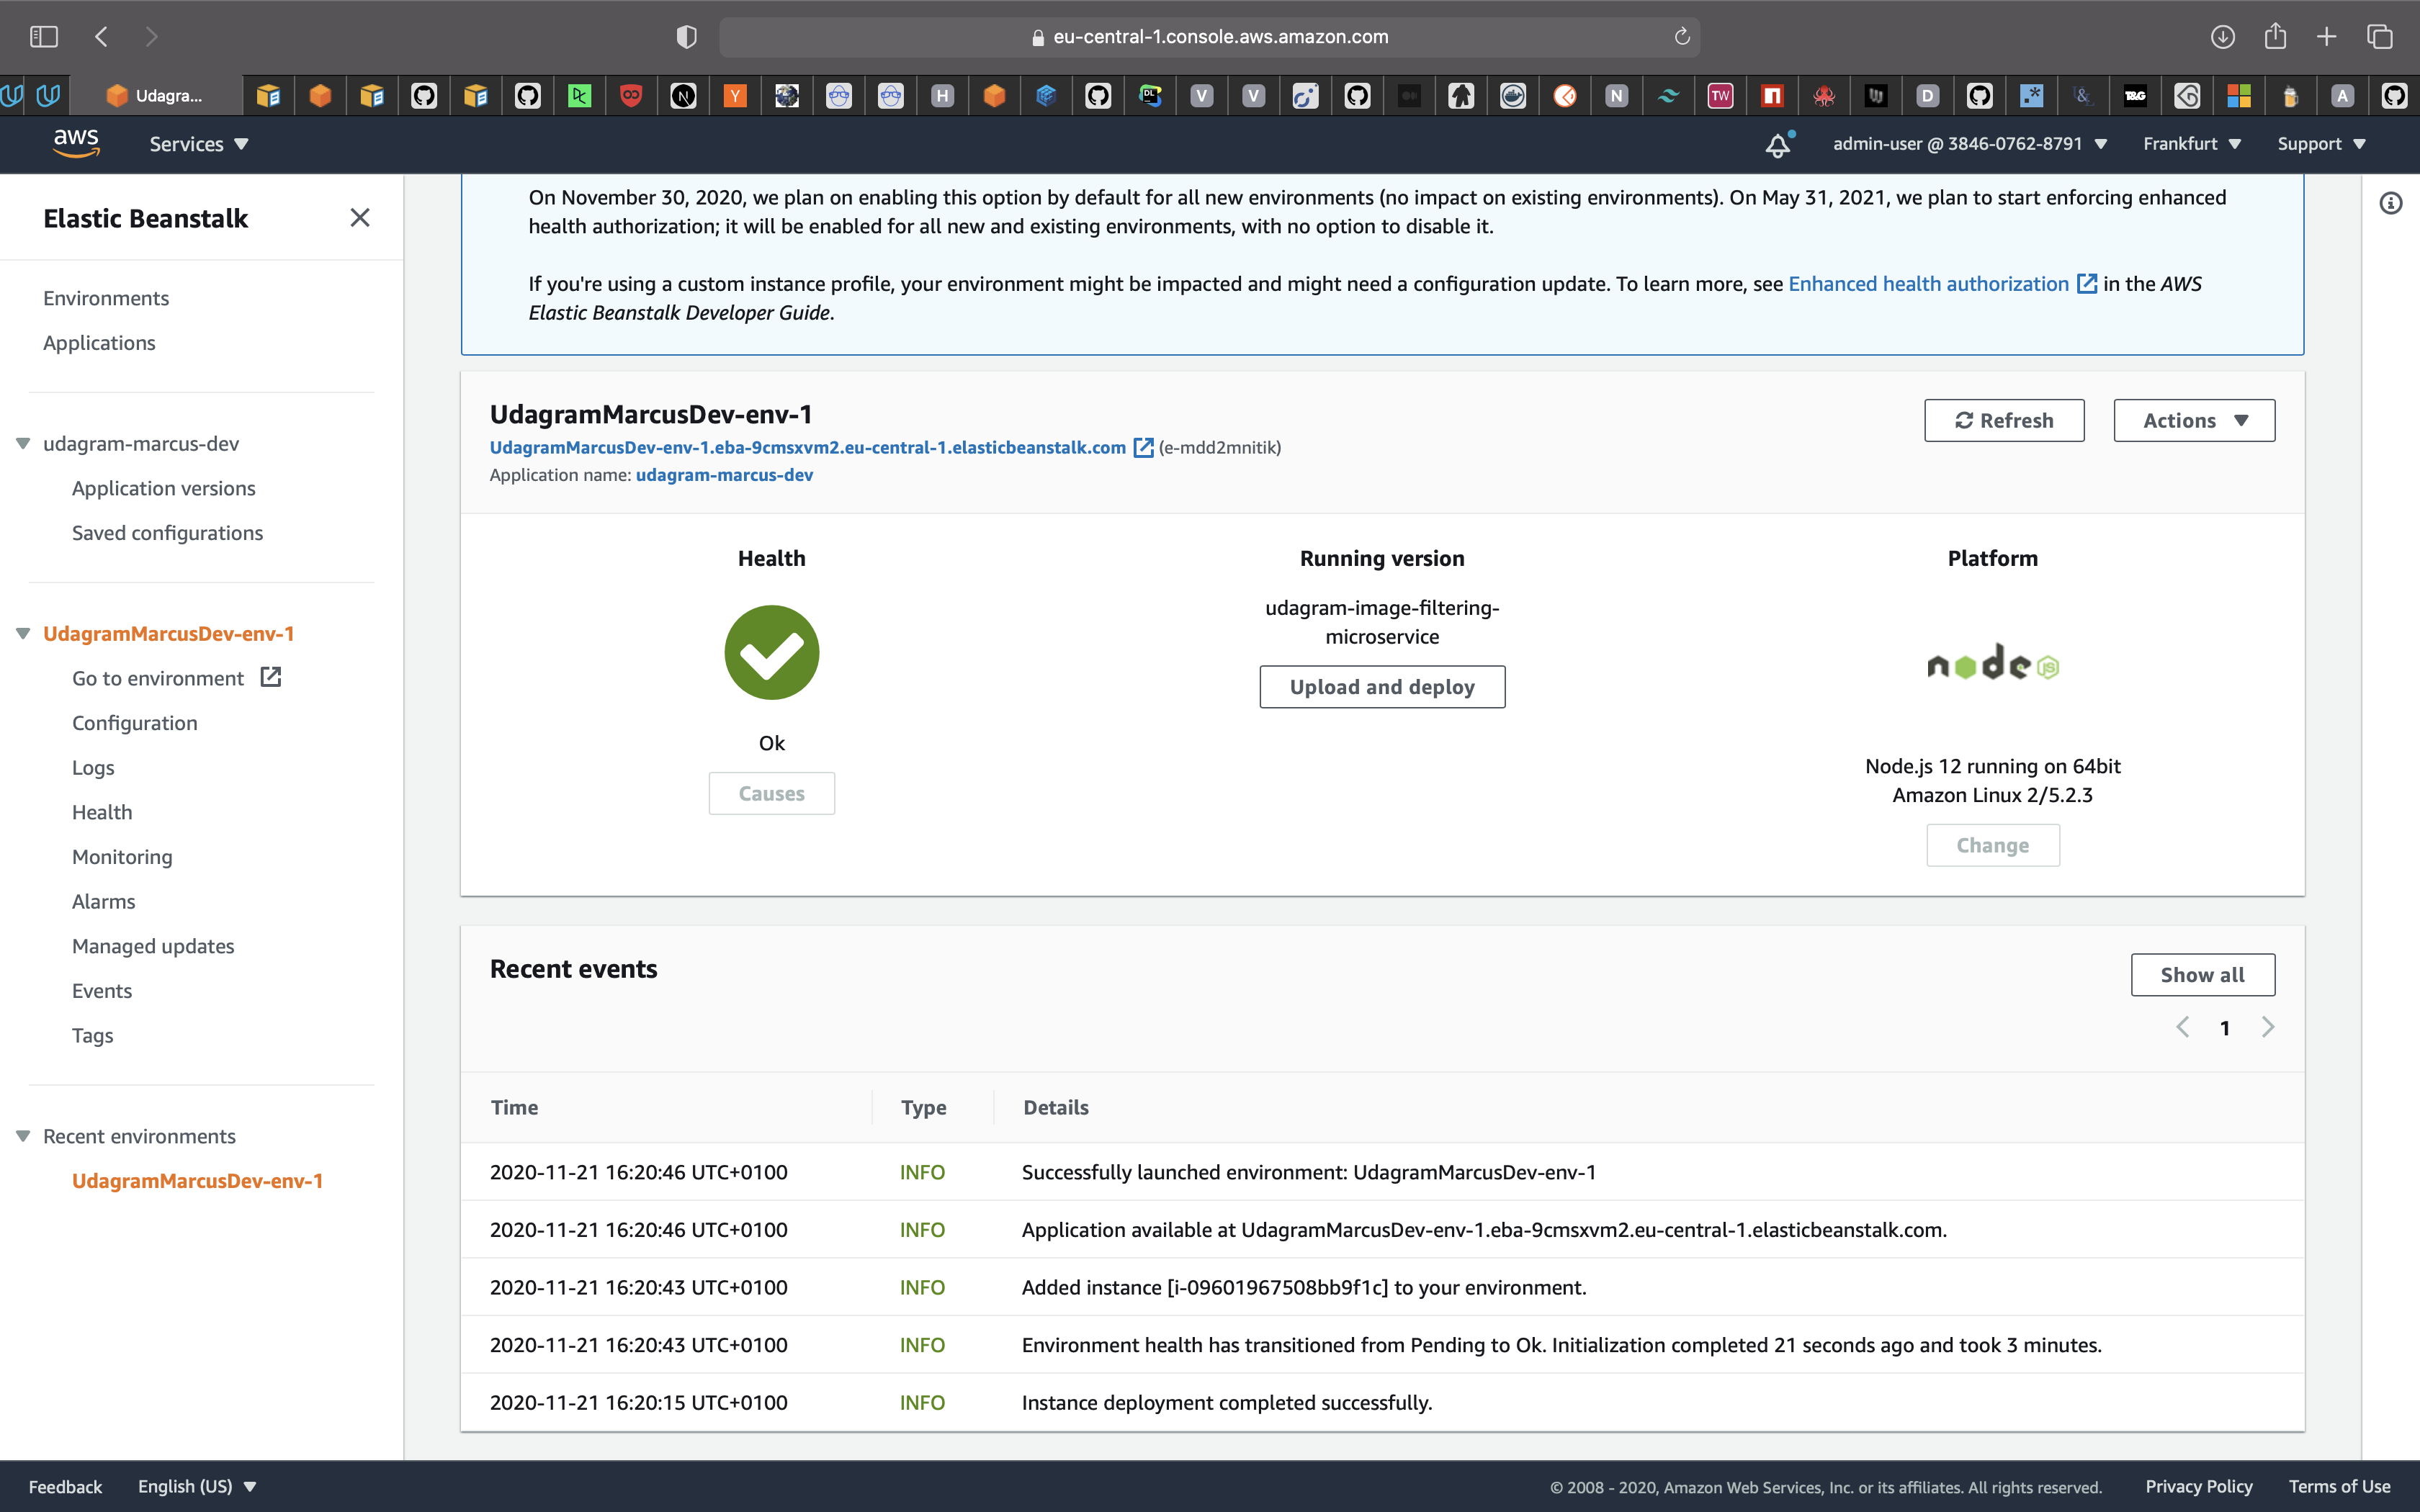 eu-central-1.console.aws.amazon.com
Udagra...
aws
Services
admin-user @ 3846-0762-8791
Frankfurt
Support
Elastic Beanstalk
Environments
Applications
udagram-marcus-dev
Application versions
Saved configurations
UdagramMarcusDev-env-1
Go to environment
Configuration
Logs
Health
Monitoring
Alarms
Managed updates
Events
Tags
Recent environments
UdagramMarcusDev-env-1
On November 30, 2020, we plan on enabling this option by default for all new environments (no impact on existing environments). On May 31, 2021, we plan to start enforcing enhanced
health authorization; it will be enabled for all new and existing environments, with no option to disable it.
If you're using a custom instance profile, your environment might be impacted and might need a configuration update. To learn more, see Enhanced health authorization in the AWS
Elastic Beanstalk Developer Guide.
UdagramMarcusDev-env-1
UdagramMarcusDev-env-1.eba-9cmsxvm2.eu-central-1.elasticbeanstalk.com (e-mdd2mnitik)
Application name: udagram-marcus-dev
Refresh
Actions
Health
Ok
Causes
Running version
udagram-image-filtering-
microservice
Upload and deploy
Platform
node JS
Node.js 12 running on 64bit
Amazon Linux 2/5.2.3
Change
Recent events
Show all
1
Time Type Details
2020-11-21 16:20:46 UTC+0100 INFO Successfully launched environment: UdagramMarcusDev-env-1
2020-11-21 16:20:46 UTC+0100 INFO Application available at UdagramMarcusDev-env-1.eba-9cmsxvm2.eu-central-1.elasticbeanstalk.com.
2020-11-21 16:20:43 UTC+0100 INFO Added instance [i-09601967508bb9f1c] to your environment.
2020-11-21 16:20:43 UTC+0100 INFO Environment health has transitioned from Pending to Ok. Initialization completed 21 seconds ago and took 3 minutes.
2020-11-21 16:20:15 UTC+0100 INFO Instance deployment completed successfully.
Feedback
English (US)
© 2008 - 2020, Amazon Web Services, Inc. or its affiliates. All rights reserved.
Privacy Policy
Terms of Use